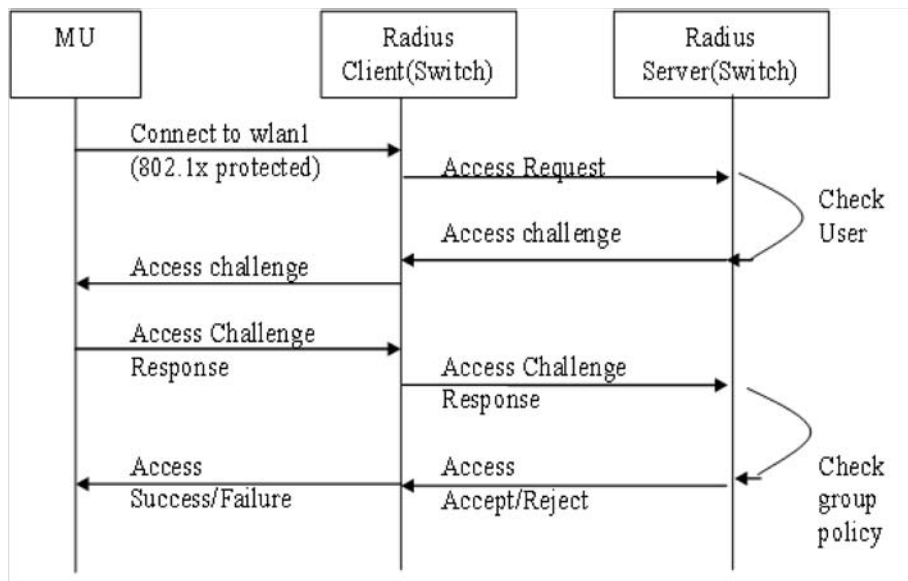 MU
Radius
Client(Switch)
Radius
Server(Switch)
Connect to wlan1
(802.1x protected)
Access Request
Check
User
Access challenge
Access challenge
Access Challenge
Response
Access Challenge
Response
Access
Success/Failure
Access
Accept/Reject
Check
group
policy